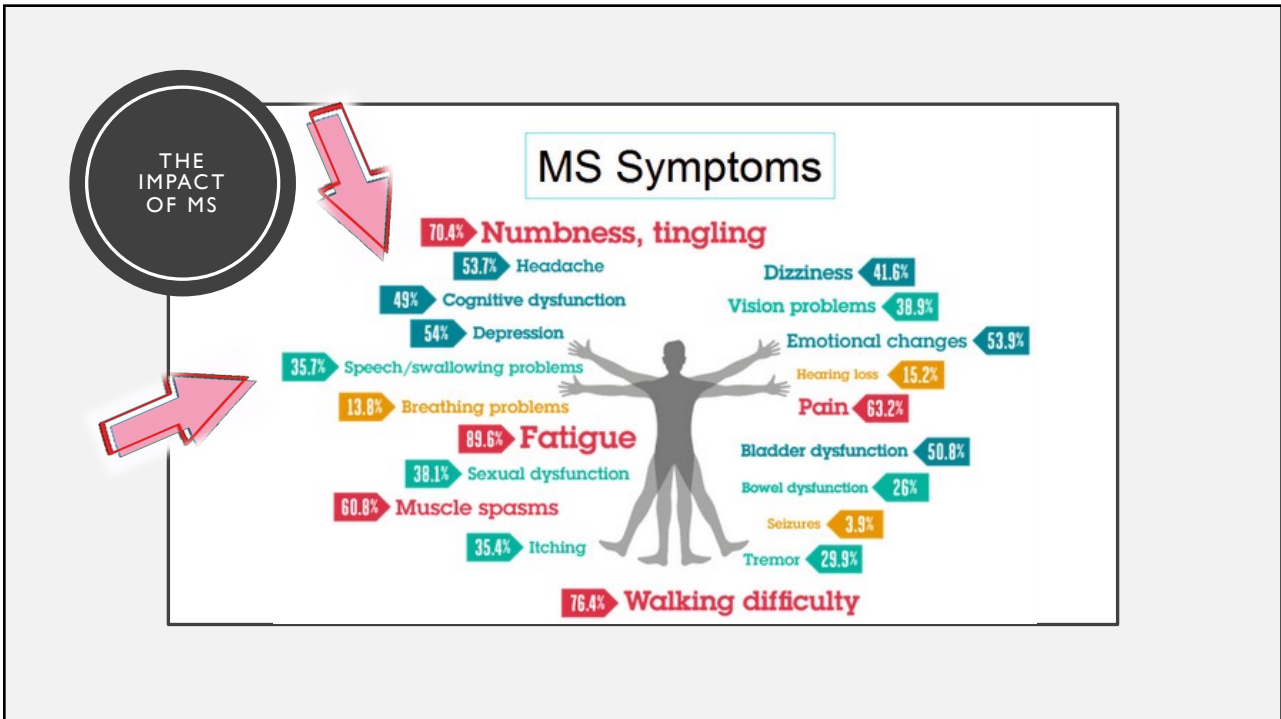 THE
IMPACT
OF MS
MS Symptoms
70.4% Numbness, tingling
53.7% Headache
49% Cognitive dysfunction
54% Depression
35.7% Speech/swallowing problems
13.8% Breathing problems
89.6% Fatigue
38.1% Sexual dysfunction
60.8% Muscle spasms
35.4% Itching
Dizziness 41.6%
Vision problems 38.9%
Emotional changes 53.9%
Hearing loss 15.2%
Pain 63.2%
Bladder dysfunction 50.8%
Bowel dysfunction 26%
Seizures 3.9%
Tremor 29.9%
76.4% Walking difficulty